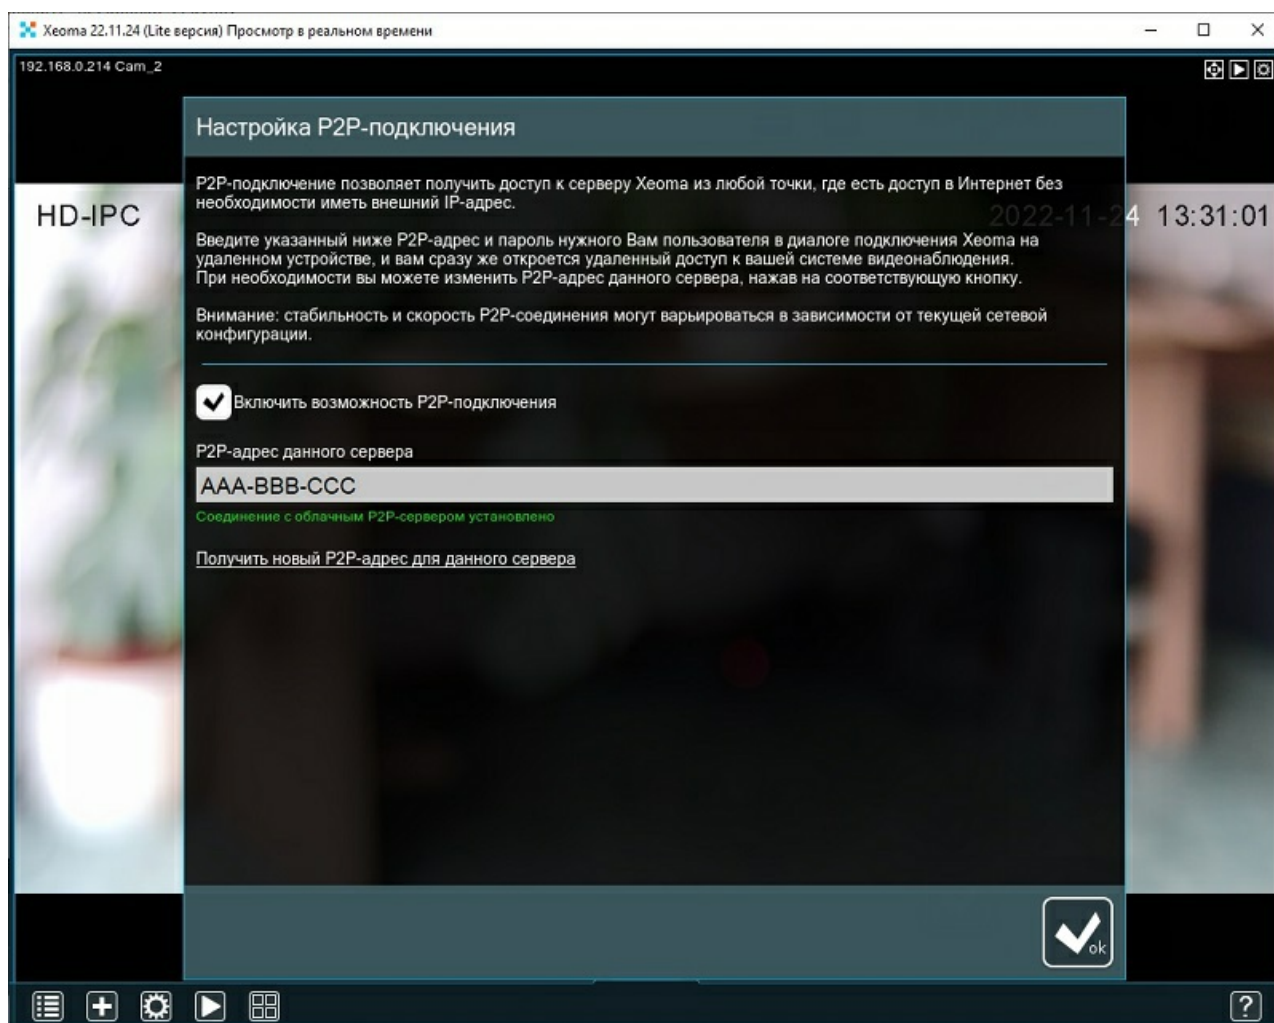 Xeoma 22.11.24 (Lite версия) Просмотр в реальном времени
192.168.0.214 Cam_2
HD-IPC
2022-11-24 13:31:01
Настройка P2P-подключения
P2P-подключение позволяет получить доступ к серверу Xeoma из любой точки, где есть доступ в Интернет без
необходимости иметь внешний IP-адрес.
Введите указанный ниже P2P-адрес и пароль нужного Вам пользователя в диалоге подключения Xeoma на
удаленном устройстве, и вам сразу же откроется удаленный доступ к вашей системе видеонаблюдения.
При необходимости вы можете изменить P2P-адрес данного сервера, нажав на соответствующую кнопку.
Внимание: стабильность и скорость P2P-соединения могут варьироваться в зависимости от текущей сетевой
конфигурации.
Включить возможность P2P-подключения
P2P-адрес данного сервера
AAA-BBB-CCC
Соединение с облачным P2P-сервером установлено
Получить новый P2P-адрес для данного сервера
ok
?